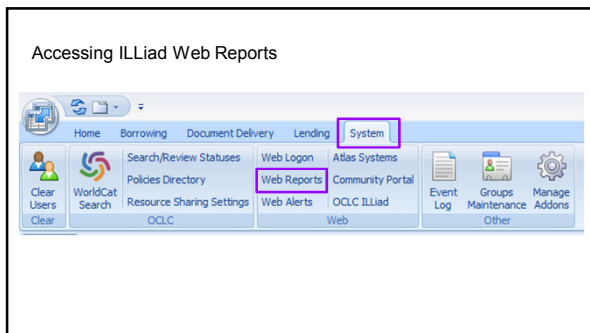 Accessing ILLiad Web Reports
Home Borrowing Document Delivery Lending System
Clear Users
WorldCat Search
Search/Review Statuses
Policies Directory
Resource Sharing Settings
Web Logon
Web Reports
Web Alerts
Atlas Systems
Community Portal
OCLC ILLiad
Event Log
Groups Maintenance
Manage Addons
Clear OCLC Web Other